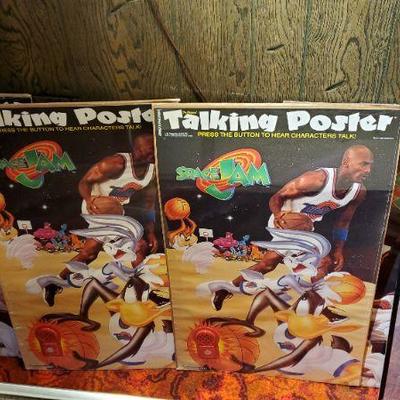 lking Poster
PRESS THE BUTTON TO HEAR CHARACTERS TALK!
SPACE JAM
Talking Poster
PRESS THE BUTTON TO HEAR CHARACTERS TALK!
SPACE JAM